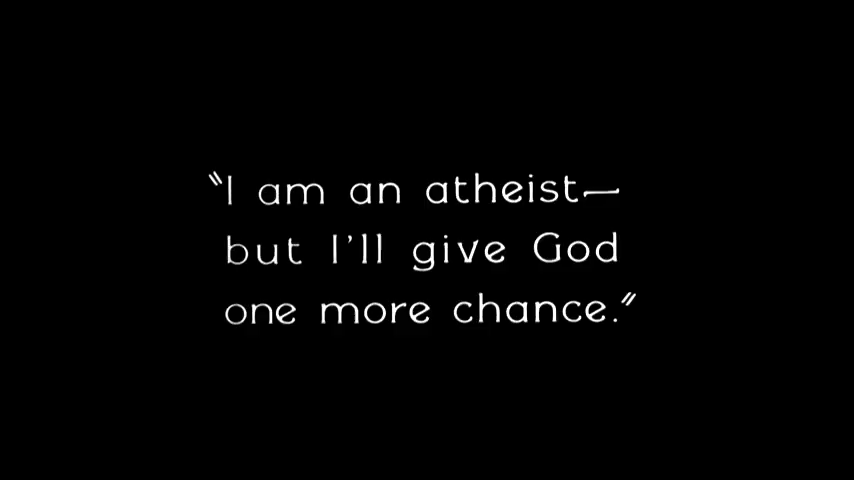 "I am an atheist—
but I'll give God
one more chance."